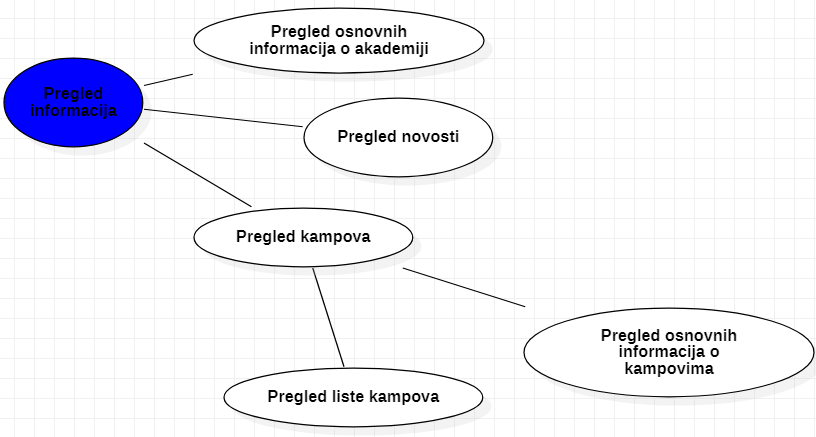 Pregled osnovnih
informacija o akademiji
Pregled
informacija
Pregled novosti
Pregled kampova
Pregled osnovnih
informacija o
kampovima
Pregled liste kampova